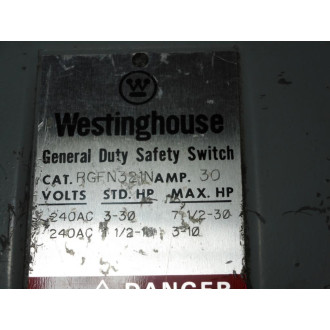 W
Westinghouse
General Duty Safety Switch
CAT. RGFN321N AMP. 30
VOLTS STD. HP MAX. HP
240AC 3-30 7 1/2-30
240AC 1 1/2-10 3-10
⚠ DANGER